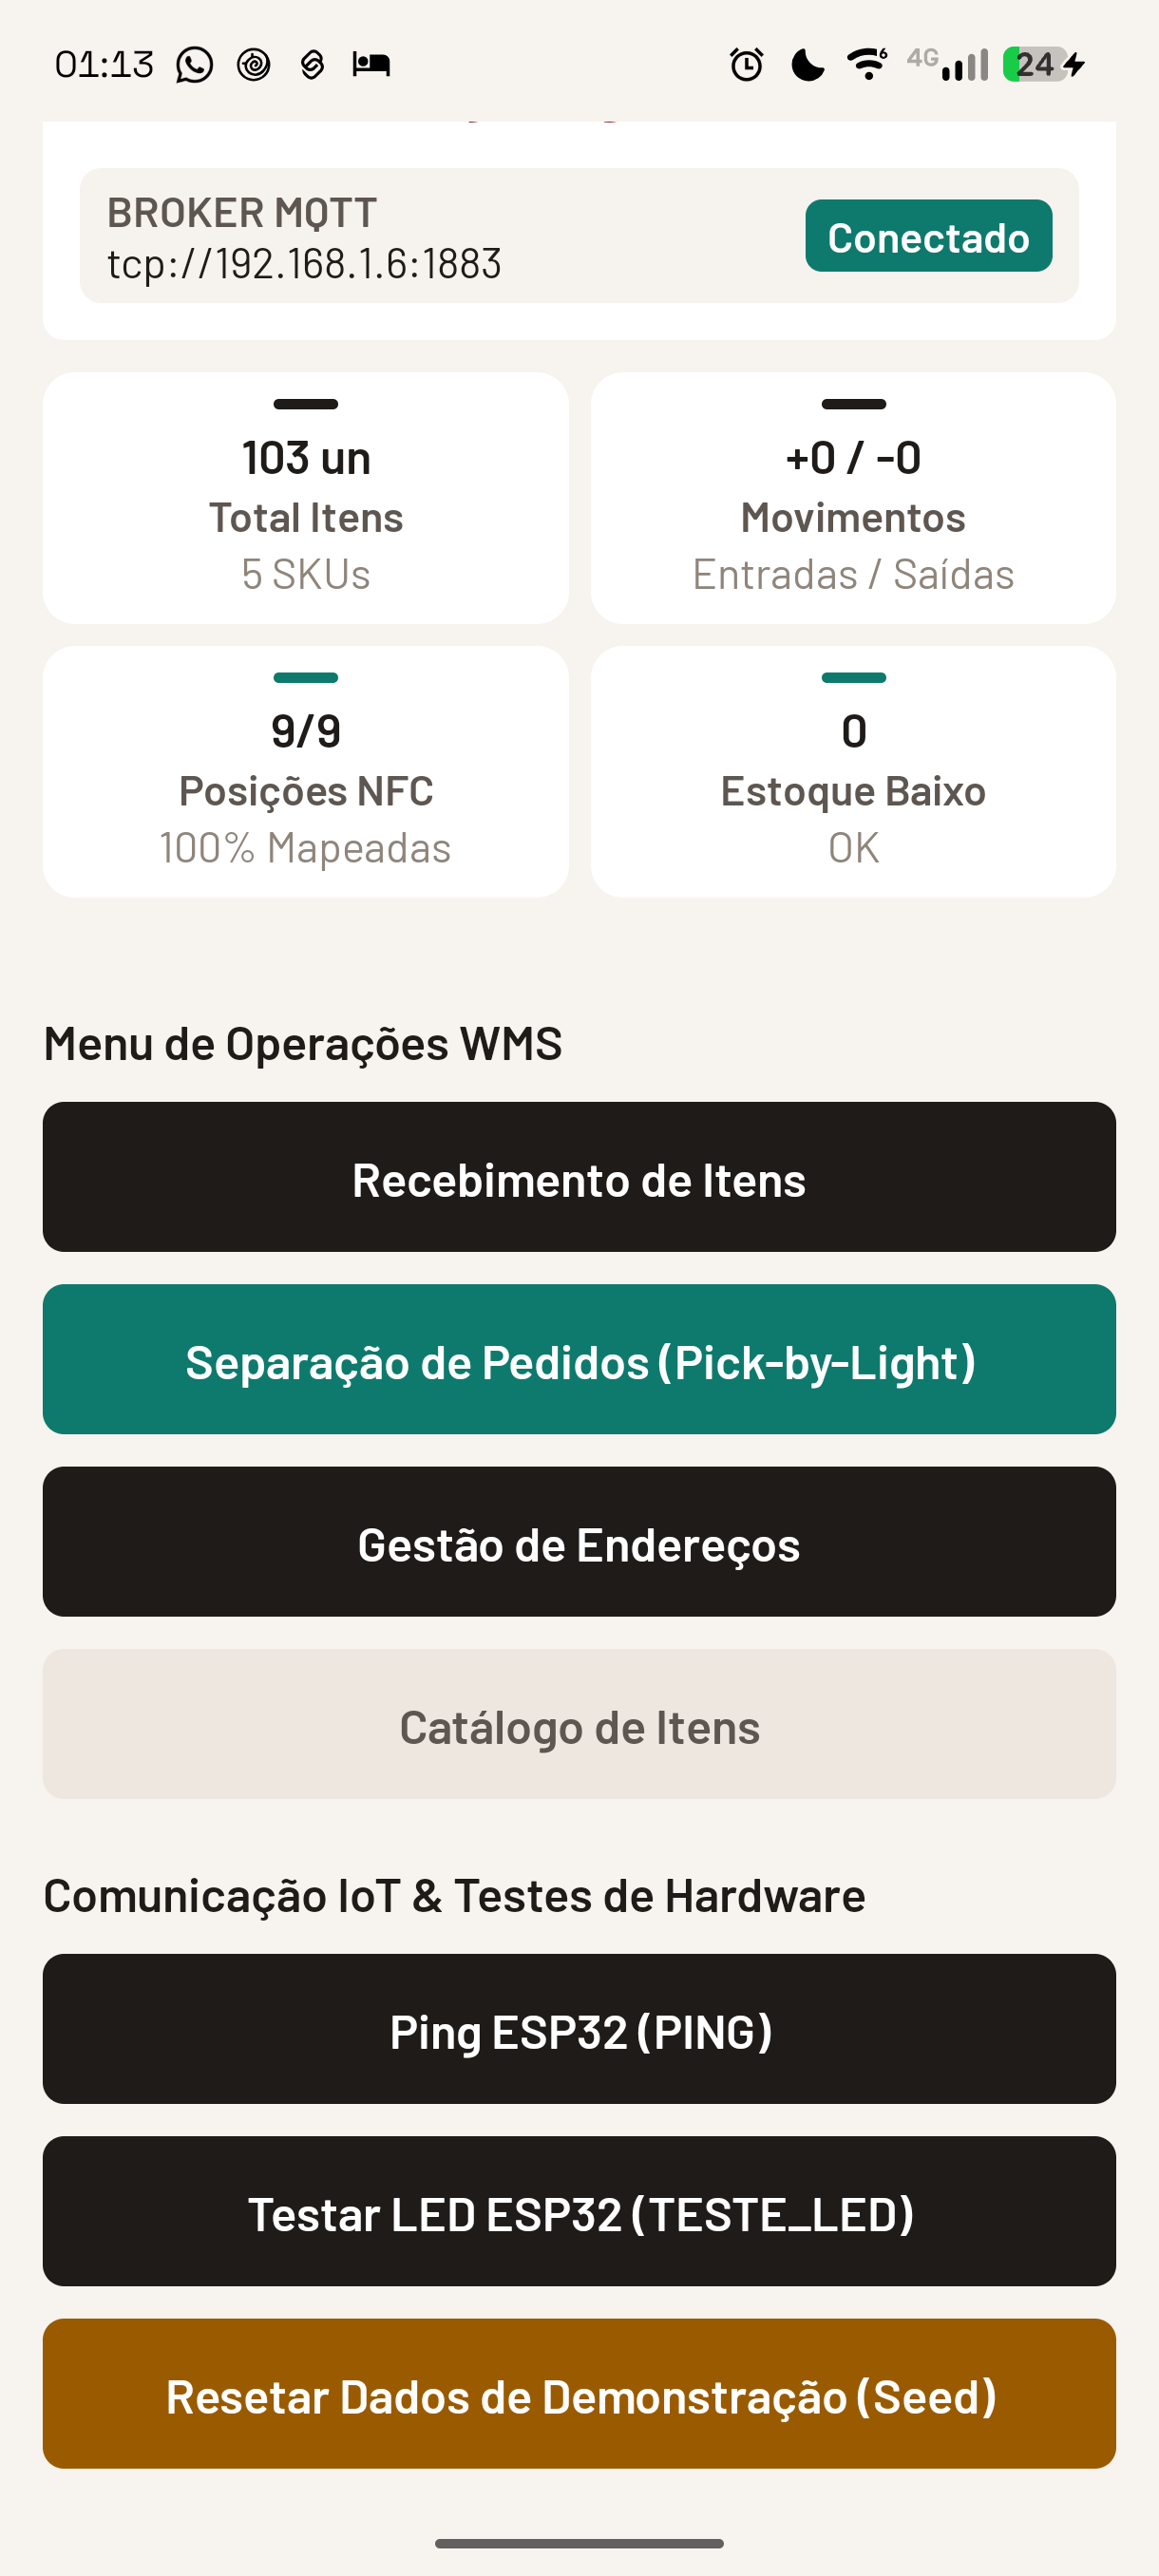 01:13
6
4G
24
BROKER MQTT
tcp://192.168.1.6:1883
Conectado
103 un
Total Itens
5 SKUs
+0 / -0
Movimentos
Entradas / Saídas
9/9
Posições NFC
100% Mapeadas
0
Estoque Baixo
OK
Menu de Operações WMS
Recebimento de Itens
Separação de Pedidos (Pick-by-Light)
Gestão de Endereços
Catálogo de Itens
Comunicação IoT & Testes de Hardware
Ping ESP32 (PING)
Testar LED ESP32 (TESTE_LED)
Resetar Dados de Demonstração (Seed)